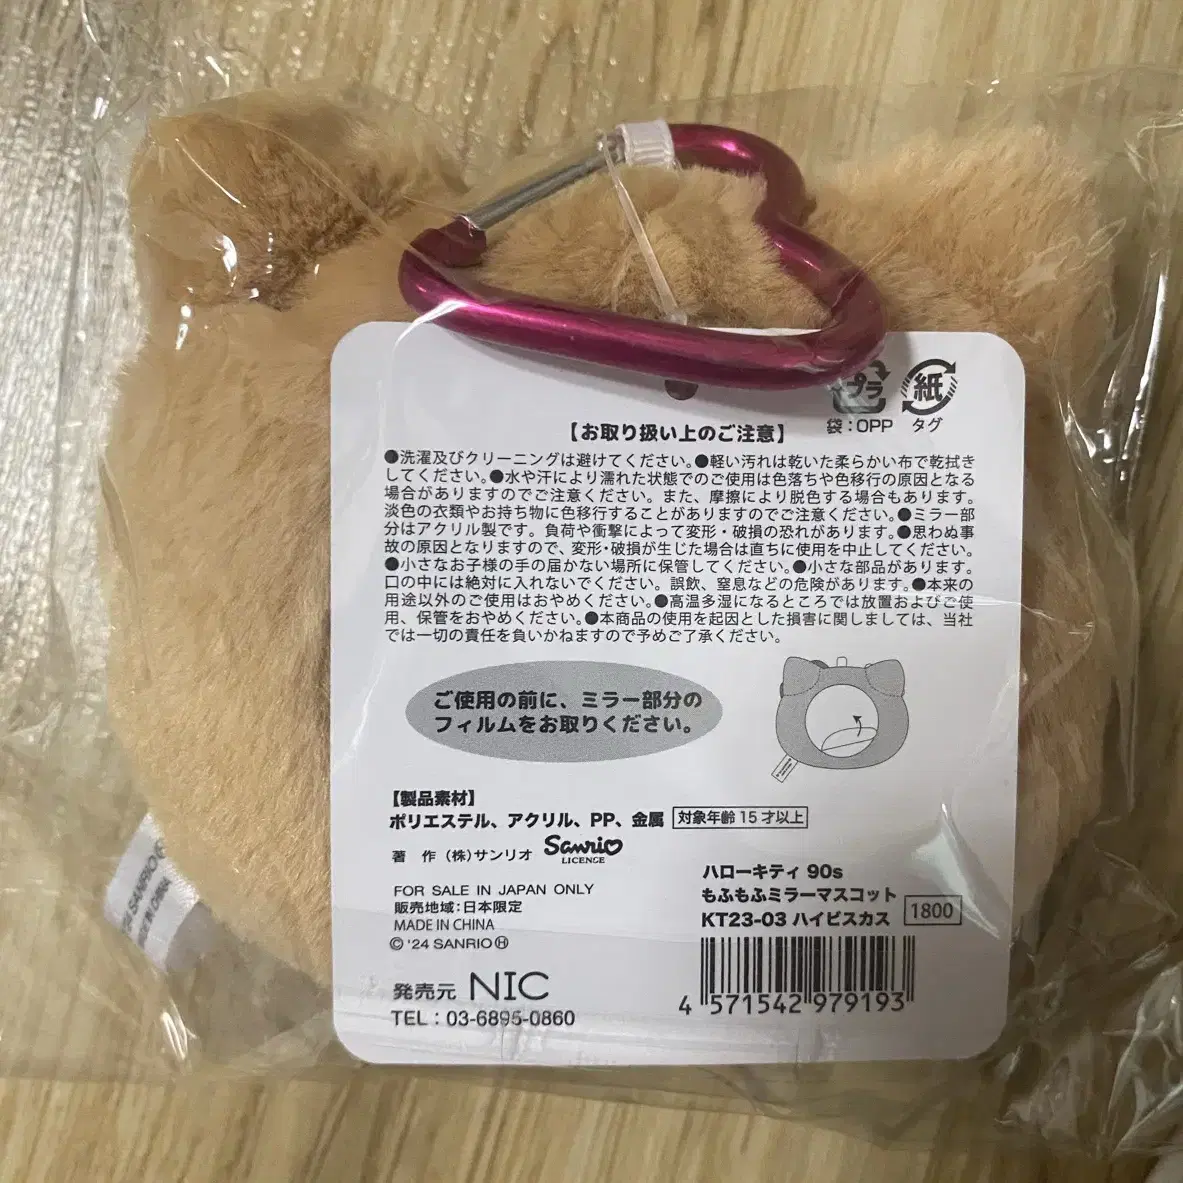 プラ
紙
袋:OPP タグ
【お取り扱い上のご注意】
●洗濯及びクリーニングは避けてください。●軽い汚れは乾いた柔らかい布で乾拭き
してください。●水や汗により濡れた状態でのご使用は色落ちや色移行の原因となる
場合がありますのでご注意ください。また、摩擦により脱色する場合もあります。
淡色の衣類やお持ち物に色移行することがありますのでご注意ください。●ミラー部
分はアクリル製です。負荷や衝撃によって変形・破損の恐れがあります。●思わぬ事
故の原因となりますので、変形・破損が生じた場合は直ちに使用を中止してください。
●小さなお子様の手の届かない場所に保管してください。●小さな部品があります。
口の中には絶対に入れないでください。誤飲、窒息などの危険があります。●本来の
用途以外のご使用はおやめください。●高温多湿になるところでは放置およびご使
用、保管をおやめください。●本商品の使用を起因とした損害に関しましては、当社
では一切の責任を負いかねますので予めご了承ください。
ご使用の前に、ミラー部分の
フィルムをお取りください。
【製品素材】
ポリエステル、アクリル、PP、金属 対象年齢 15 才以上
著 作 (株)サンリオ Sanrio
LICENCE
FOR SALE IN JAPAN ONLY
販売地域:日本限定
MADE IN CHINA
© '24 SANRIO Ⓗ
発売元 NIC
TEL : 03-6895-0860
ハローキティ 90s
もふもふミラーマスコット
KT23-03 ハイビスカス 1800
4 571542 979193
SANRIO